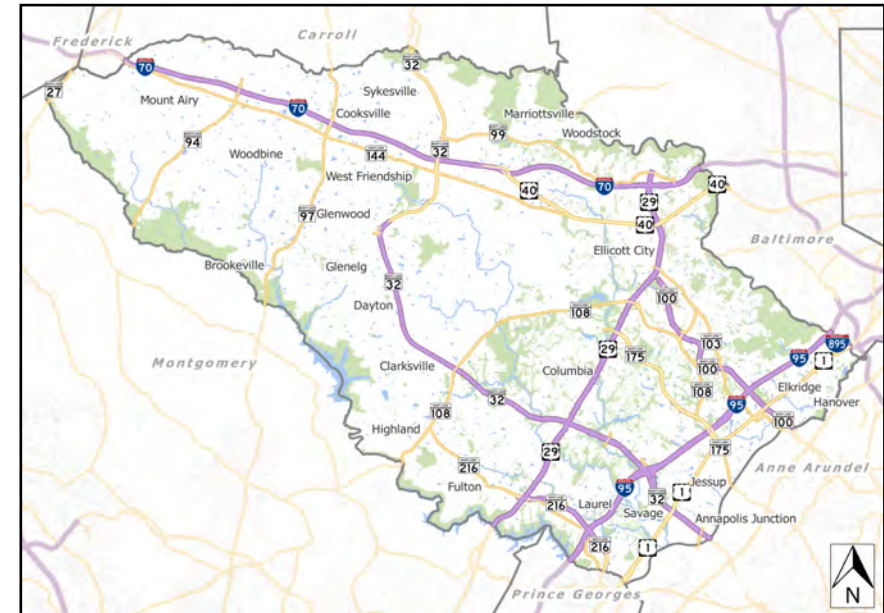 Frederick
Carroll
70
32
27
Mount Airy
70
Sykesville
Cooksville
Marriottsville
94
99
Woodstock
Woodbine
144
32
West Friendship
40
70
40
29
97
Glenwood
40
Ellicott City
Baltimore
Brookeville
Glenelg
32
100
Dayton
108
103
895
Montgomery
29
175
95
1
Clarksville
Columbia
100
Elkridge
32
108
95
Hanover
108
100
Highland
29
175
Anne Arundel
216
Fulton
95
Jessup
216
Laurel
32
1
Savage
Annapolis Junction
216
1
N
Prince Georges